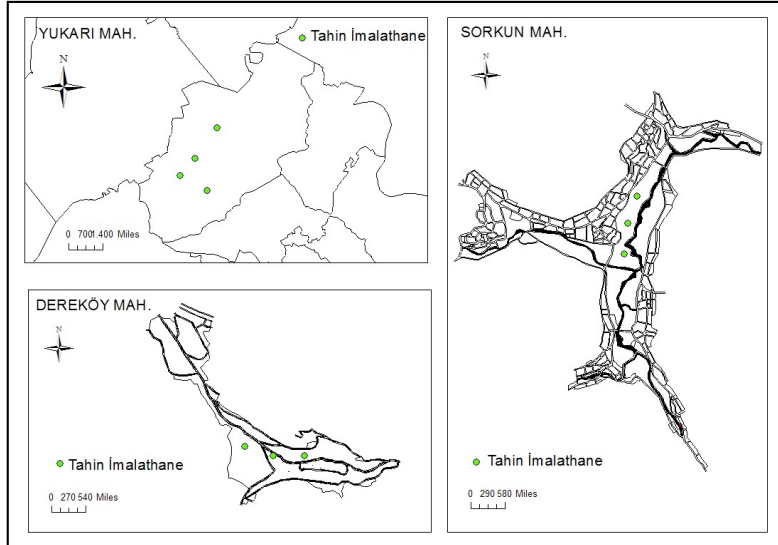 YUKARI MAH.
Tahin İmalathane
N
0 7001.400 Miles
DEREKÖY MAH.
N
Tahin İmalathane
0 270 540 Miles
SORKUN MAH.
N
Tahin İmalathane
0 290 580 Miles